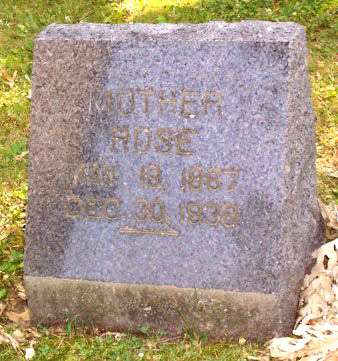 MOTHER
ROSE
MAY 19, 1867
DEC 30, 1938